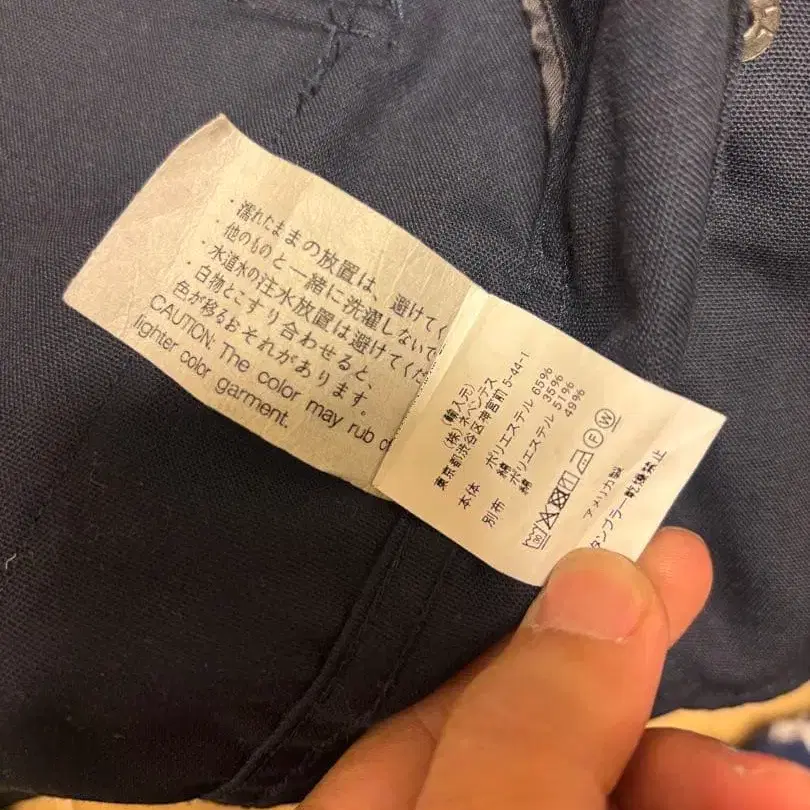 ・濡れたままの放置は、避けてく
・他のものと一緒に洗濯しないで
・水道水の注水放置は避けてくだ
・白物とこすり合わせると、
色が移るおそれがあります。
CAUTION: The color may rub o
lighter color garment.
(輸入元)
(株)ネペンテス
東京都渋谷区神宮前 5-44-1
本体 ポリエステル 65%
綿 35%
別布 ポリエステル 51%
綿 49%
30
F
W
アメリカ製
タンブラー乾燥禁止